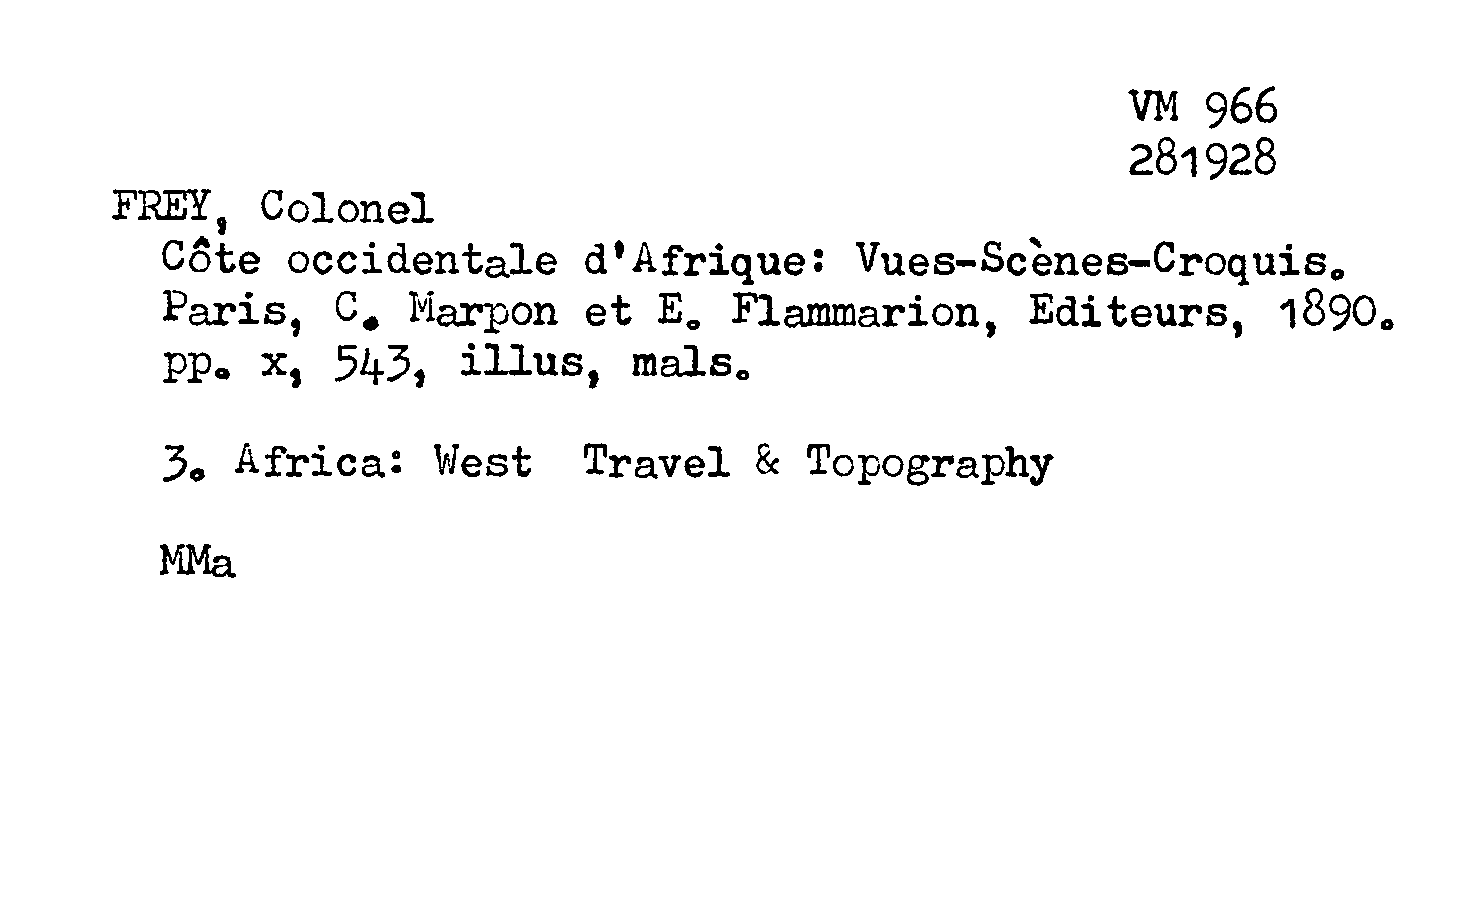 VM 966
281928
FREY, Colonel
Côte occidentale d'Afrique: Vues-Scènes-Croquis.
Paris, C. Marpon et E. Flammarion, Editeurs, 1890.
pp. x, 543, illus, mals.
3. Africa: West Travel & Topography
MMa